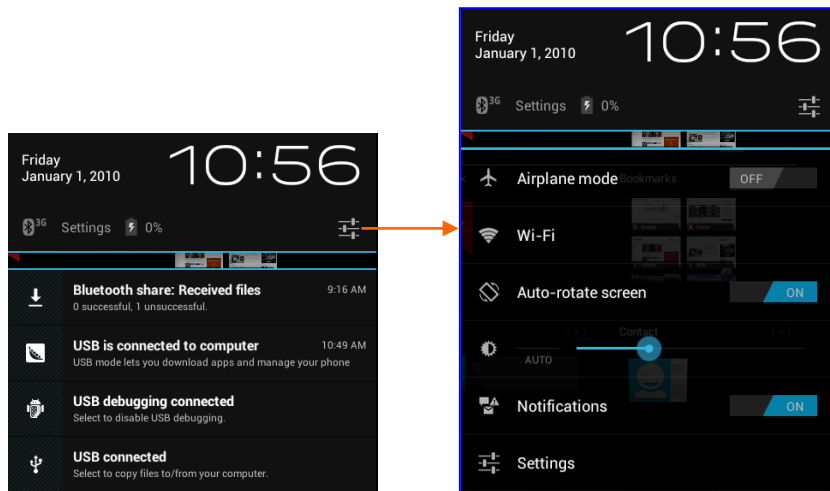 Friday
January 1, 2010
10:56
3G Settings 0%
Bluetooth share: Received files 9:16 AM
0 successful, 1 unsuccessful.
USB is connected to computer 10:49 AM
USB mode lets you download apps and manage your phone
USB debugging connected
Select to disable USB debugging.
USB connected
Select to copy files to/from your computer.
Friday
January 1, 2010
10:56
3G Settings 0%
Airplane mode Bookmarks OFF
Wi-Fi
Auto-rotate screen ON
Contact
AUTO
Notifications ON
Settings